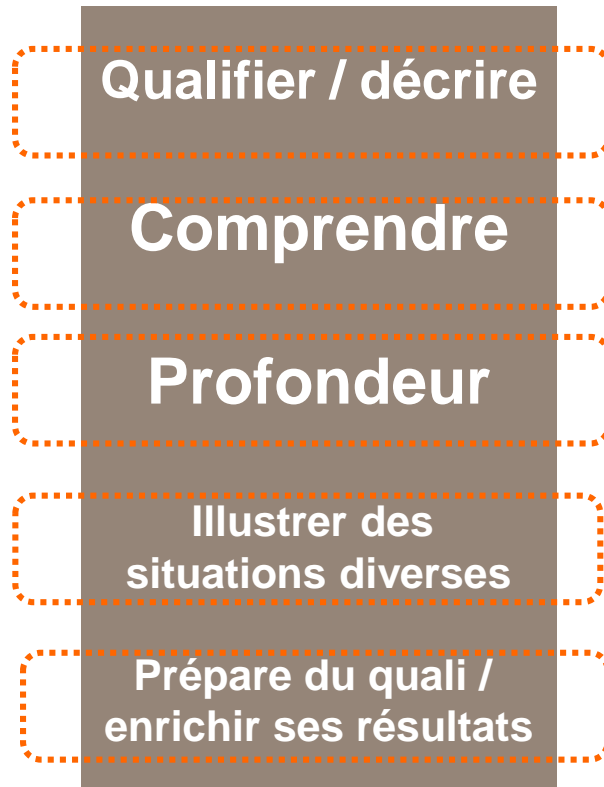 Qualifier / décrire
Comprendre
Profondeur
Illustrer des
situations diverses
Prépare du quali /
enrichir ses résultats